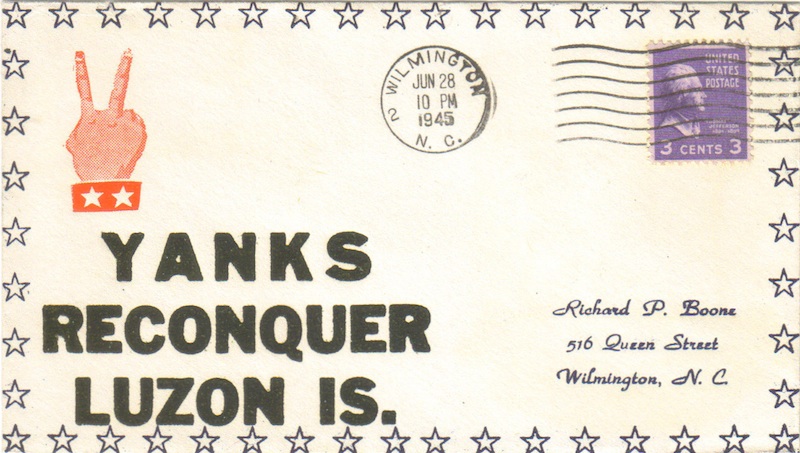 WILMINGTON
2
JUN 28
10 PM
1945
N. C.
UNITED
STATES
POSTAGE
3 CENTS 3
YANKS
RECONQUER
LUZON IS.
Richard P. Boone
516 Queen Street
Wilmington, N. C.